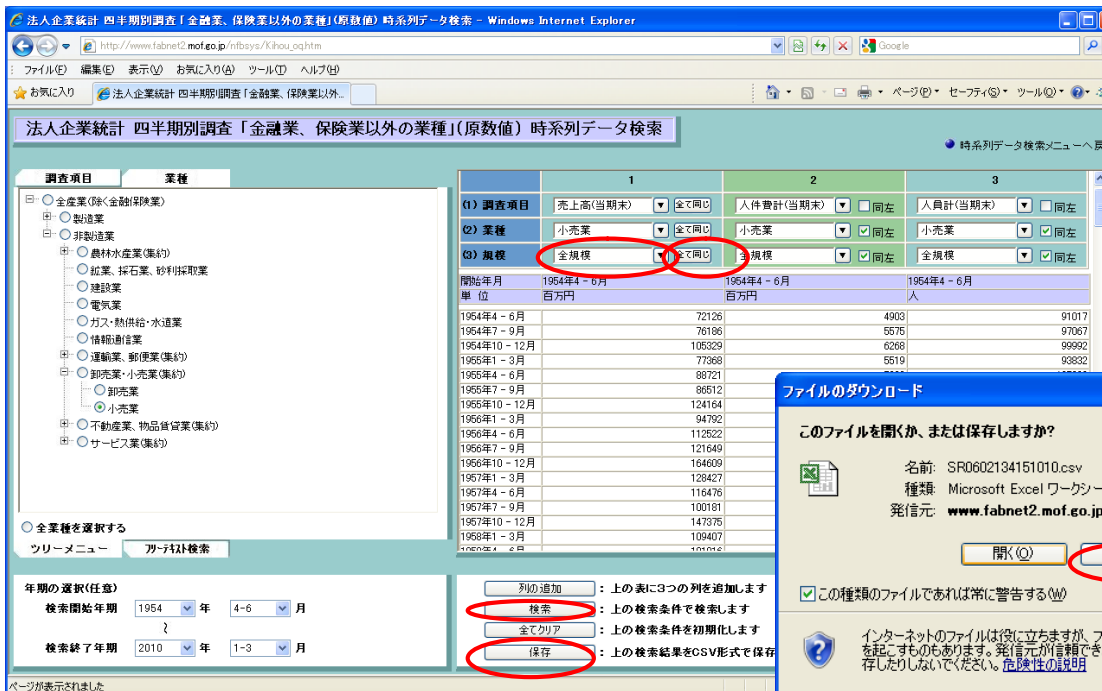 法人企業統計 四半期別調査「金融業、保険業以外の業種」(原数値) 時系列データ検索 - Windows Internet Explorer
http://www.fabnet2.mof.go.jp/nfbsys/Kihou_oq.htm
Google
ファイル(F) 編集(E) 表示(V) お気に入り(A) ツール(T) ヘルプ(H)
お気に入り 法人企業統計 四半期別調査「金融業、保険業以外... ページ(P) セーフティ(S) ツール(O)
法人企業統計 四半期別調査「金融業、保険業以外の業種」(原数値) 時系列データ検索
時系列データ検索メニューへ戻
調査項目 業種
全産業(除く金融保険業)
製造業
非製造業
農林水産業(集約)
鉱業、採石業、砂利採取業
建設業
電気業
ガス・熱供給・水道業
情報通信業
運輸業、郵便業(集約)
卸売業・小売業(集約)
卸売業
小売業
不動産業、物品賃貸業(集約)
サービス業(集約)
全業種を選択する
ツリーメニュー フリーテキスト検索
1 2 3
(1) 調査項目 売上高(当期末) 全て同じ 人件費計(当期末) 同左 人員計(当期末) 同左
(2) 業種 小売業 全て同じ 小売業 同左 小売業 同左
(3) 規模 全規模 全て同じ 全規模 同左 全規模 同左
開始年月 1954年4-6月 1954年4-6月 1954年4-6月
単 位 百万円 百万円 人
1954年4-6月 72126 4903 91017
1954年7-9月 76186 5575 97067
1954年10-12月 105329 6268 99992
1955年1-3月 77368 5519 93832
1955年4-6月 88721
1955年7-9月 86512
1955年10-12月 124164
1956年1-3月 94792
1956年4-6月 112522
1956年7-9月 121649
1956年10-12月 164609
1957年1-3月 128427
1957年4-6月 116476
1957年7-9月 100181
1957年10-12月 147375
1958年1-3月 109407
年期の選択(任意)
検索開始年期 1954 年 4-6 月
~
検索終了年期 2010 年 1-3 月
列の追加 : 上の表に3つの列を追加します
検索 : 上の検索条件で検索します
全てクリア : 上の検索条件を初期化します
保存 : 上の検索結果をCSV形式で保存
ファイルのダウンロード
このファイルを開くか、または保存しますか?
名前: SR0602134151010.csv
種類: Microsoft Excel ワークシー
発信元: www.fabnet2.mof.go.jp
開く(O)
この種類のファイルであれば常に警告する(W)
インターネットのファイルは役に立ちますが、フ
を起こすものもあります。発信元が信頼でき
存したりしないでください。危険性の説明
ページが表示されました